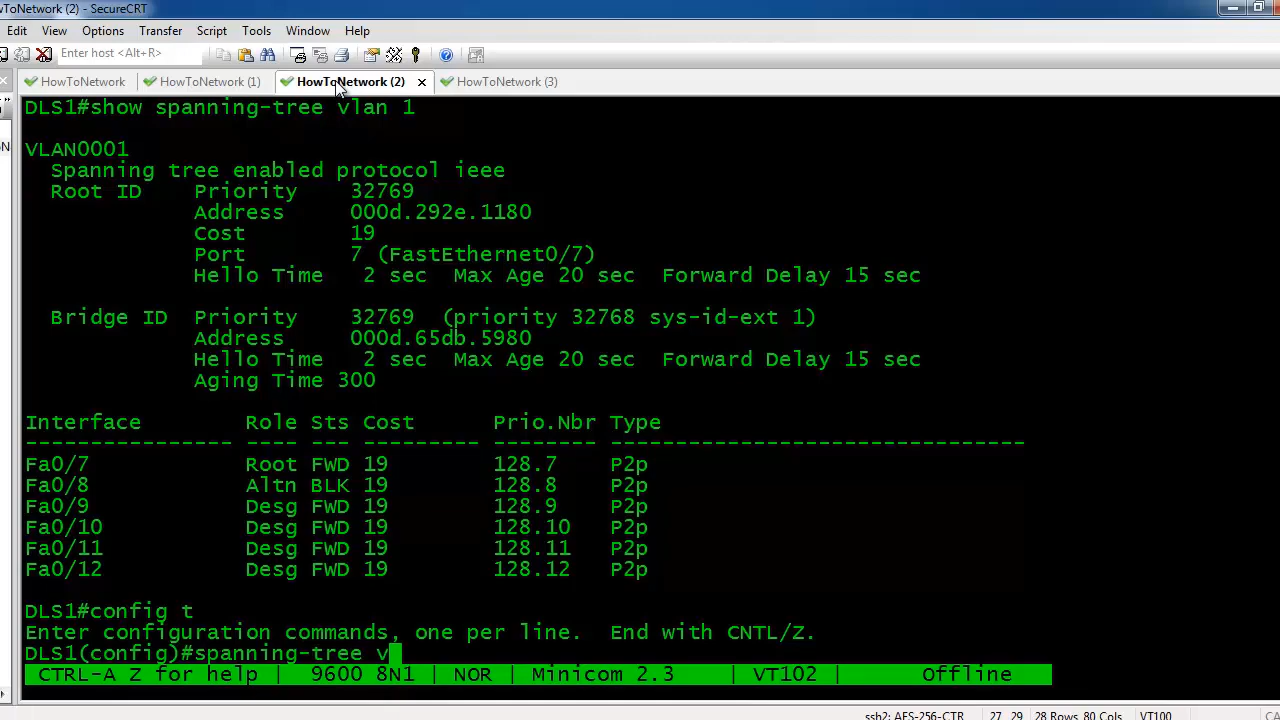 wToNetwork (2) - SecureCRT
Edit View Options Transfer Script Tools Window Help
Enter host <Alt+R>
HowToNetwork HowToNetwork (1) HowToNetwork (2) HowToNetwork (3)
DLS1#show spanning-tree vlan 1
VLAN0001
Spanning tree enabled protocol ieee
Root ID Priority 32769
Address 000d.292e.1180
Cost 19
Port 7 (FastEthernet0/7)
Hello Time 2 sec Max Age 20 sec Forward Delay 15 sec
Bridge ID Priority 32769 (priority 32768 sys-id-ext 1)
Address 000d.65db.5980
Hello Time 2 sec Max Age 20 sec Forward Delay 15 sec
Aging Time 300
Interface Role Sts Cost Prio.Nbr Type
---------------- ---- --- --------- -------- --------------------------------
Fa0/7 Root FWD 19 128.7 P2p
Fa0/8 Altn BLK 19 128.8 P2p
Fa0/9 Desg FWD 19 128.9 P2p
Fa0/10 Desg FWD 19 128.10 P2p
Fa0/11 Desg FWD 19 128.11 P2p
Fa0/12 Desg FWD 19 128.12 P2p
DLS1#config t
Enter configuration commands, one per line. End with CNTL/Z.
DLS1(config)#spanning-tree v
CTRL-A Z for help | 9600 8N1 | NOR | Minicom 2.3 | VT102 | Offline
ssh2: AES-256-CTR 27, 29 28 Rows, 80 Cols VT100 CA